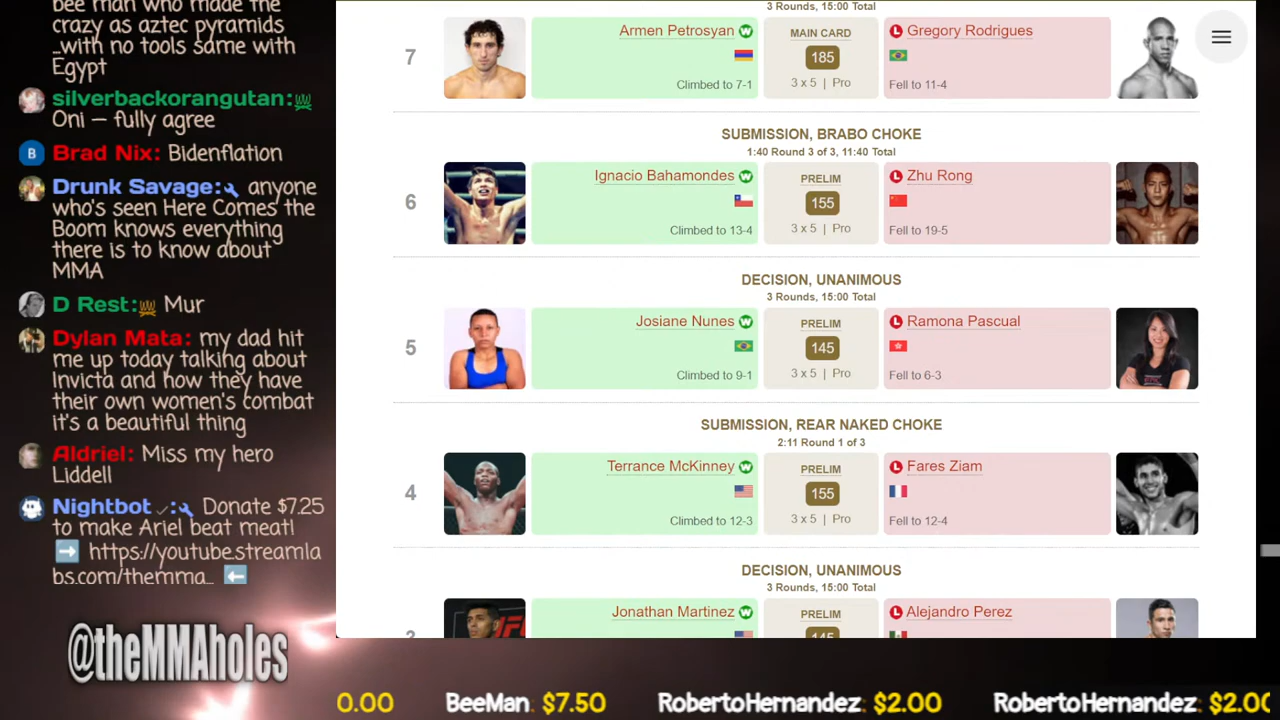 bee man who made the
crazy as aztec pyramids
..with no tools same with
Egypt
silverbackorangutan:
Oni — fully agree
Brad Nix: Bidenflation
Drunk Savage: anyone
who's seen Here Comes the
Boom knows everything
there is to know about
MMA
D Rest: Mur
Dylan Mata: my dad hit
me up today talking about
Invicta and how they have
their own women's combat
it's a beautiful thing
Aldriel: Miss my hero
Liddell
Nightbot: Donate $7.25
to make Ariel beat meat!
https://youtube.streamla
bs.com/themma...
@theMMAholes
3 Rounds, 15:00 Total
7
Armen Petrosyan W
Climbed to 7-1
MAIN CARD
185
3 x 5 | Pro
L Gregory Rodrigues
Fell to 11-4
SUBMISSION, BRABO CHOKE
1:40 Round 3 of 3, 11:40 Total
6
Ignacio Bahamondes W
Climbed to 13-4
PRELIM
155
3 x 5 | Pro
L Zhu Rong
Fell to 19-5
DECISION, UNANIMOUS
3 Rounds, 15:00 Total
5
Josiane Nunes W
Climbed to 9-1
PRELIM
145
3 x 5 | Pro
L Ramona Pascual
Fell to 6-3
SUBMISSION, REAR NAKED CHOKE
2:11 Round 1 of 3
4
Terrance McKinney W
Climbed to 12-3
PRELIM
155
3 x 5 | Pro
L Fares Ziam
Fell to 12-4
DECISION, UNANIMOUS
3 Rounds, 15:00 Total
Jonathan Martinez W
PRELIM
145
L Alejandro Perez
0.00 BeeMan: $7.50 RobertoHernandez: $2.00 RobertoHernandez: $2.00